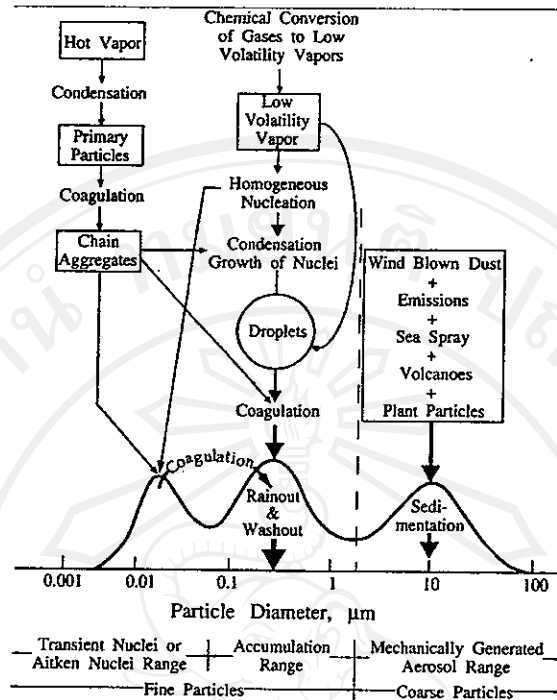 Hot Vapor
Condensation
Primary
Particles
Coagulation
Chain
Aggregates
Chemical Conversion
of Gases to Low
Volatility Vapors
Low
Volatility
Vapor
Homogeneous
Nucleation
Condensation
Growth of Nuclei
Droplets
Coagulation
Wind Blown Dust
+
Emissions
+
Sea Spray
+
Volcanoes
+
Plant Particles
Coagulation
Rainout
&
Washout
Sedi-
mentation
0.001 0.01 0.1 1 10 100
Particle Diameter, μm
Transient Nuclei or
Aitken Nuclei Range
Accumulation
Range
Mechanically Generated
Aerosol Range
Fine Particles
Coarse Particles